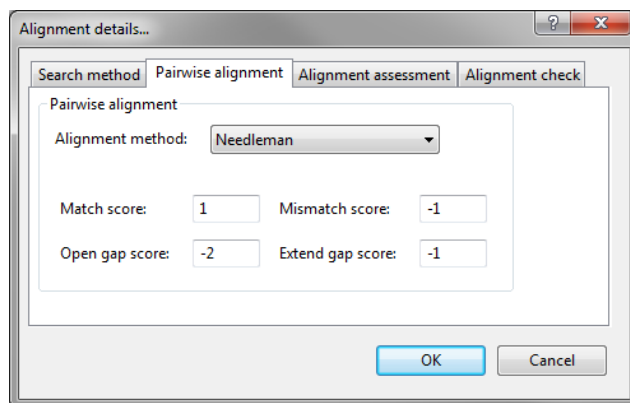 Alignment details...
Search method Pairwise alignment Alignment assessment Alignment check
Pairwise alignment
Alignment method: Needleman
Match score: 1 Mismatch score: -1
Open gap score: -2 Extend gap score: -1
OK Cancel